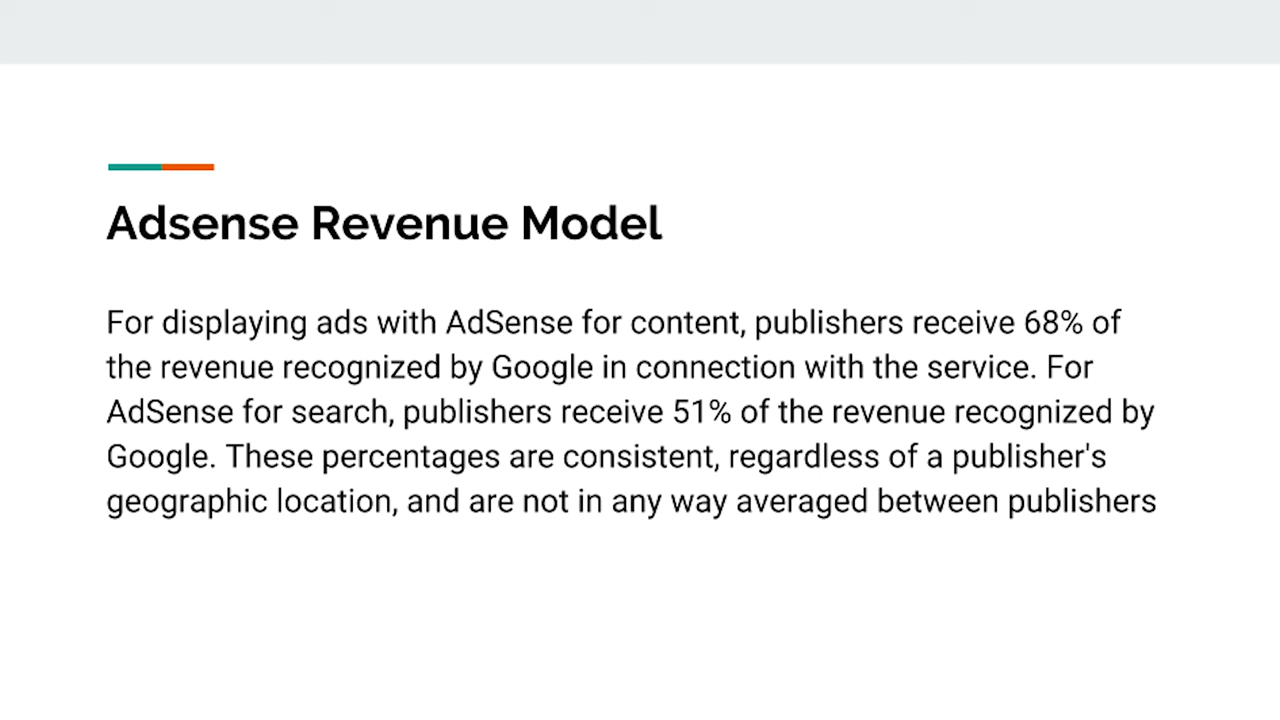 Adsense Revenue Model
For displaying ads with AdSense for content, publishers receive 68% of
the revenue recognized by Google in connection with the service. For
AdSense for search, publishers receive 51% of the revenue recognized by
Google. These percentages are consistent, regardless of a publisher's
geographic location, and are not in any way averaged between publishers